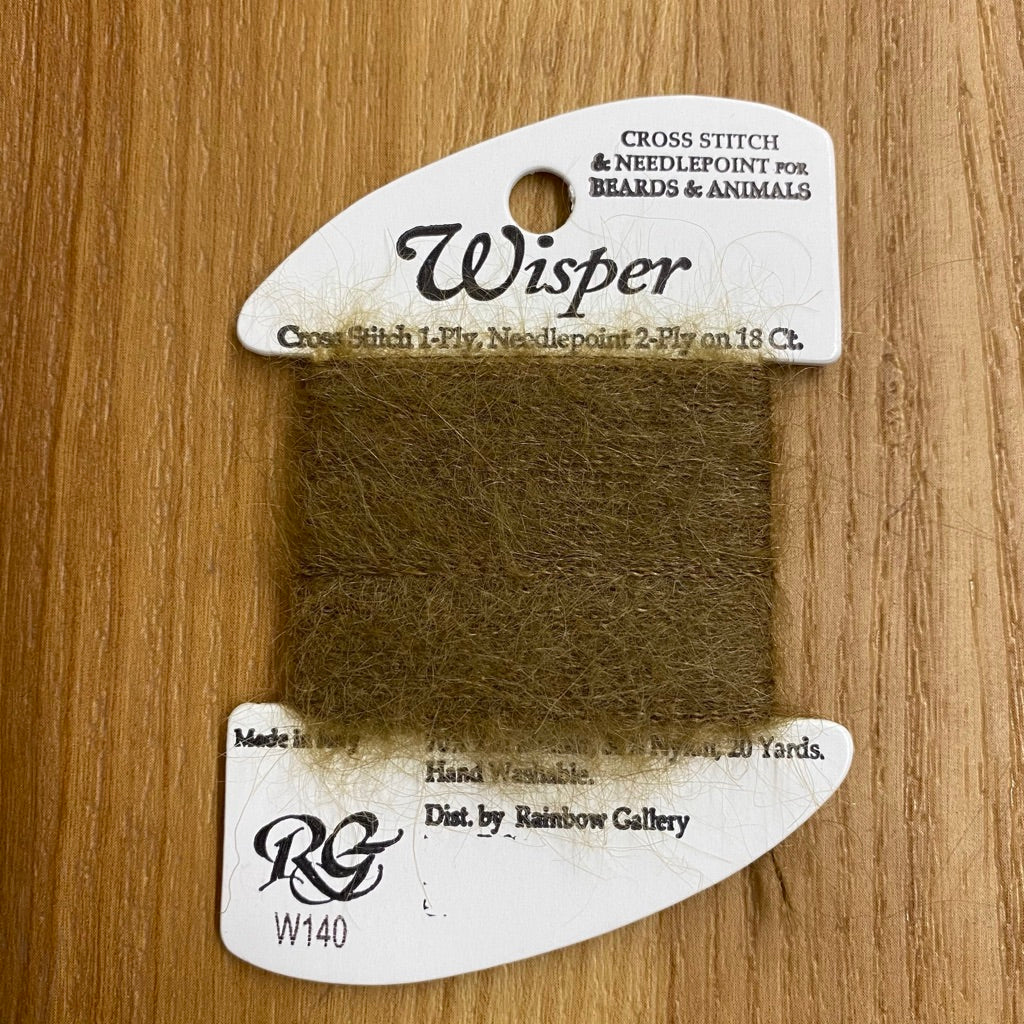 CROSS STITCH
& NEEDLEPOINT FOR
BEARDS & ANIMALS
Wisper
Cross Stitch 1-Ply, Needlepoint 2-Ply on 18 Ct.
Made in
Nylon, 20 Yards.
Hand Washable.
Dist. by Rainbow Gallery
RG
W140